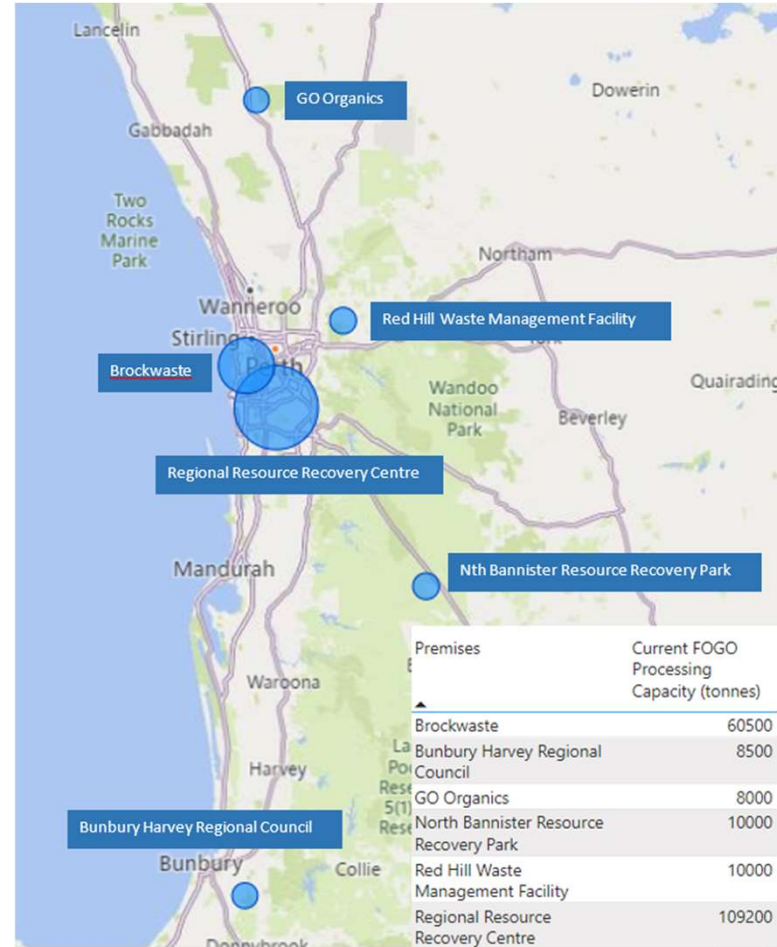 Lancelin
GO Organics
Dowerin
Gabbadah
Two
Rocks
Marine
Park
Northam
Wanneroo
Red Hill Waste Management Facility
Stirling
Perth
Brockwaste
Quairading
Wandoo
National
Park
Beverley
Regional Resource Recovery Centre
Mandurah
Nth Bannister Resource Recovery Park
Premises
Current FOGO
Processing
Capacity (tonnes)
Brockwaste 60500
Waroona
Bunbury Harvey Regional 8500
Council
Harvey
GO Organics 8000
North Bannister Resource 10000
Recovery Park
Bunbury Harvey Regional Council
Bunbury
Collie
Red Hill Waste 10000
Management Facility
Regional Resource 109200
Recovery Centre
Donnybrook